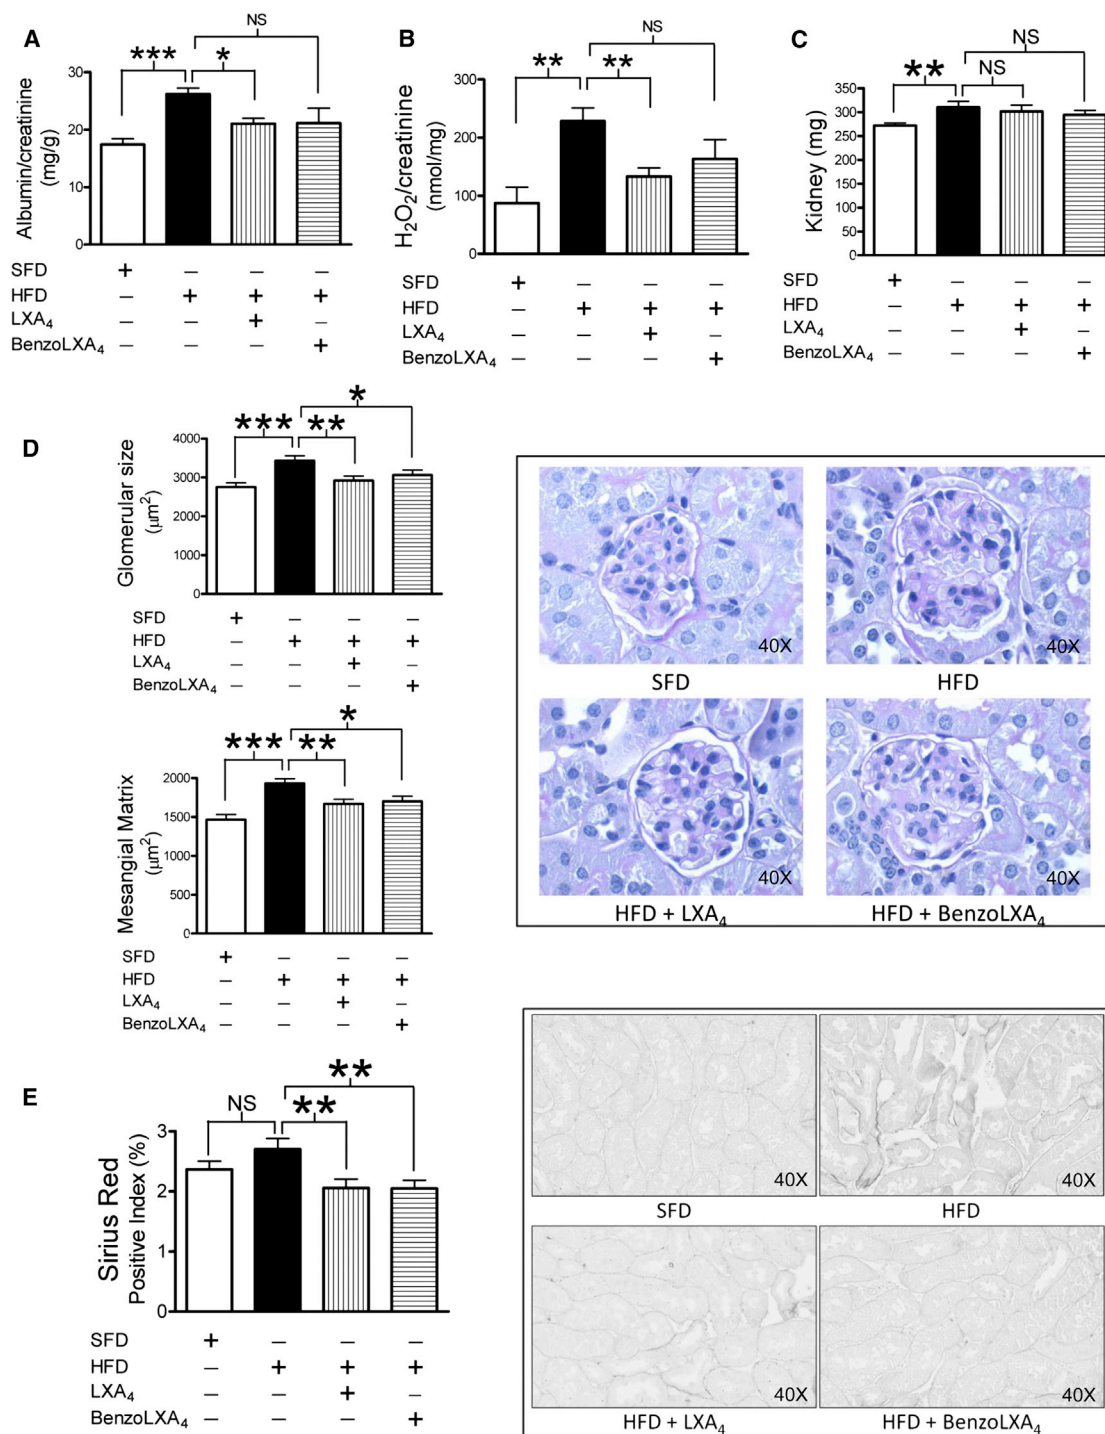 A
*** * NS
Albumin/creatinine
(mg/g)
30
20
10
0
SFD + – – –
HFD – + + +
LXA4 – – + –
BenzoLXA4 – – – +
B
** ** NS
H2O2/creatinine
(nmol/mg)
300
200
100
0
SFD + – – –
HFD – + + +
LXA4 – – + –
BenzoLXA4 – – – +
C
** NS NS
Kidney (mg)
350
300
250
200
150
100
50
0
SFD + – – –
HFD – + + +
LXA4 – – + –
BenzoLXA4 – – – +
D
*** ** *
Glomerular size
(μm²)
4000
3000
2000
1000
0
SFD + – – –
HFD – + + +
LXA4 – – + –
BenzoLXA4 – – – +
*** ** *
Mesangial Matrix
(μm²)
2000
1500
1000
500
0
SFD + – – –
HFD – + + +
LXA4 – – + –
BenzoLXA4 – – – +
40X 40X
SFD HFD
40X 40X
HFD + LXA4 HFD + BenzoLXA4
E
NS ** **
Sirius Red
Positive Index (%)
3
2
1
0
SFD + – – –
HFD – + + +
LXA4 – – + –
BenzoLXA4 – – – +
40X 40X
SFD HFD
40X 40X
HFD + LXA4 HFD + BenzoLXA4